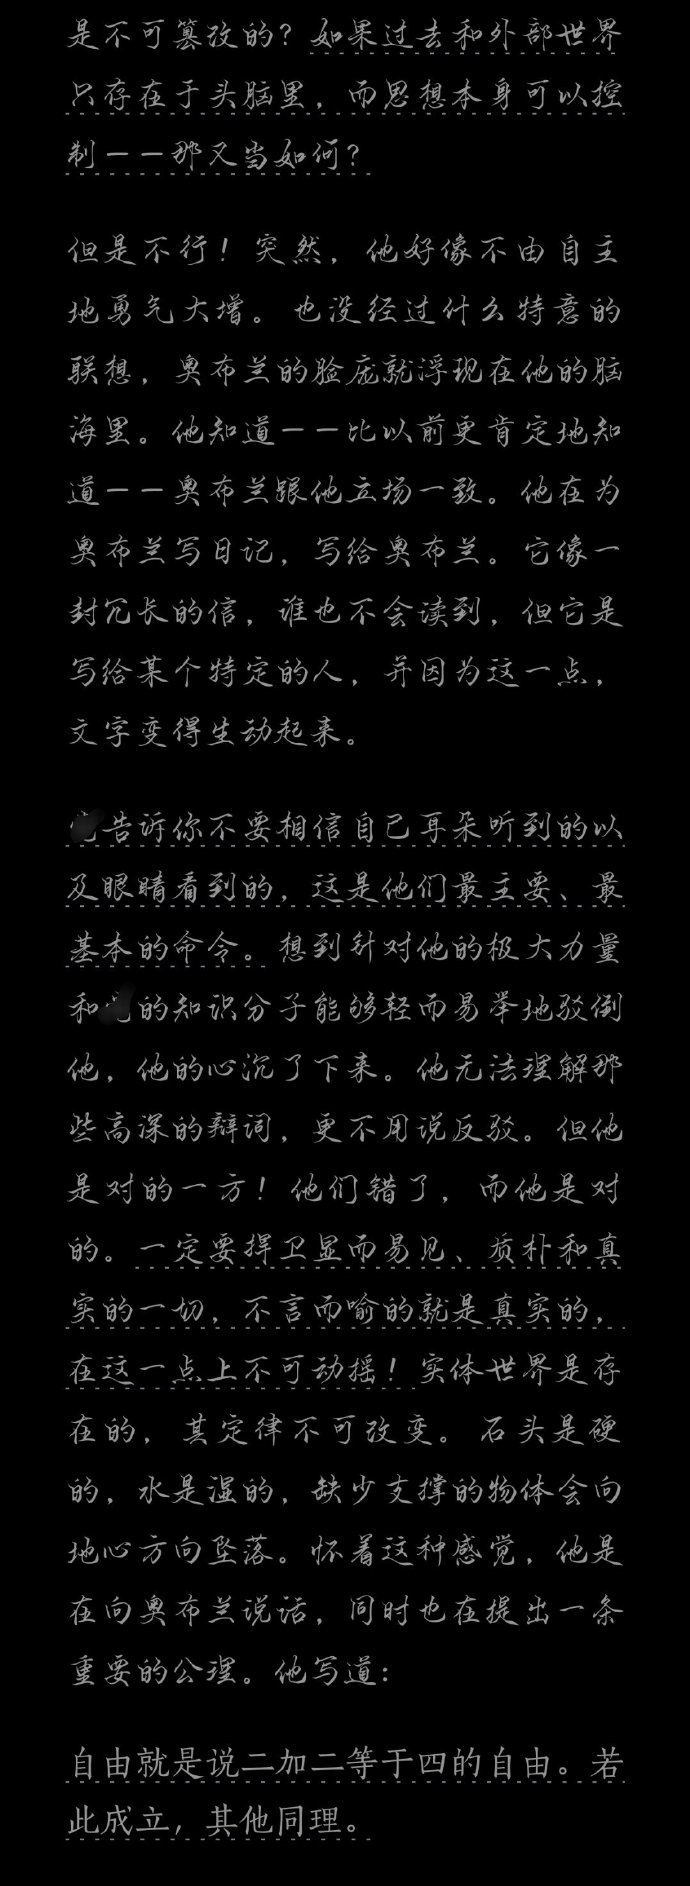 是不可篡改的？如果过去和外部世界
只存在于头脑里，而思想本身可以控
制——那又当如何？
但是不行！突然，他好像不由自主
地勇气大增。也没经过什么特意的
联想，奥布兰的脸庞就浮现在他的脑
海里。他知道——比以前更肯定地知
道——奥布兰跟他立场一致。他在为
奥布兰写日记，写给奥布兰。它像一
封冗长的信，谁也不会读到，但它是
写给某个特定的人，并因为这一点，
文字变得生动起来。
告诉你不要相信自己耳朵听到的以
及眼睛看到的，这是他们最主要、最
基本的命令。想到针对他的极大力量
和的知识分子能够轻而易举地驳倒
他，他的心沉了下来。他无法理解那
些高深的辩词，更不用说反驳。但他
是对的一方！他们错了，而他是对
的。一定要捍卫显而易见、质朴和真
实的一切，不言而喻的就是真实的，
在这一点上不可动摇！实体世界是存
在的，其定律不可改变。石头是硬
的，水是湿的，缺少支撑的物体会向
地心方向坠落。怀着这种感觉，他是
在向奥布兰说话，同时也在提出一条
重要的公理。他写道：
自由就是说二加二等于四的自由。若
此成立，其他同理。